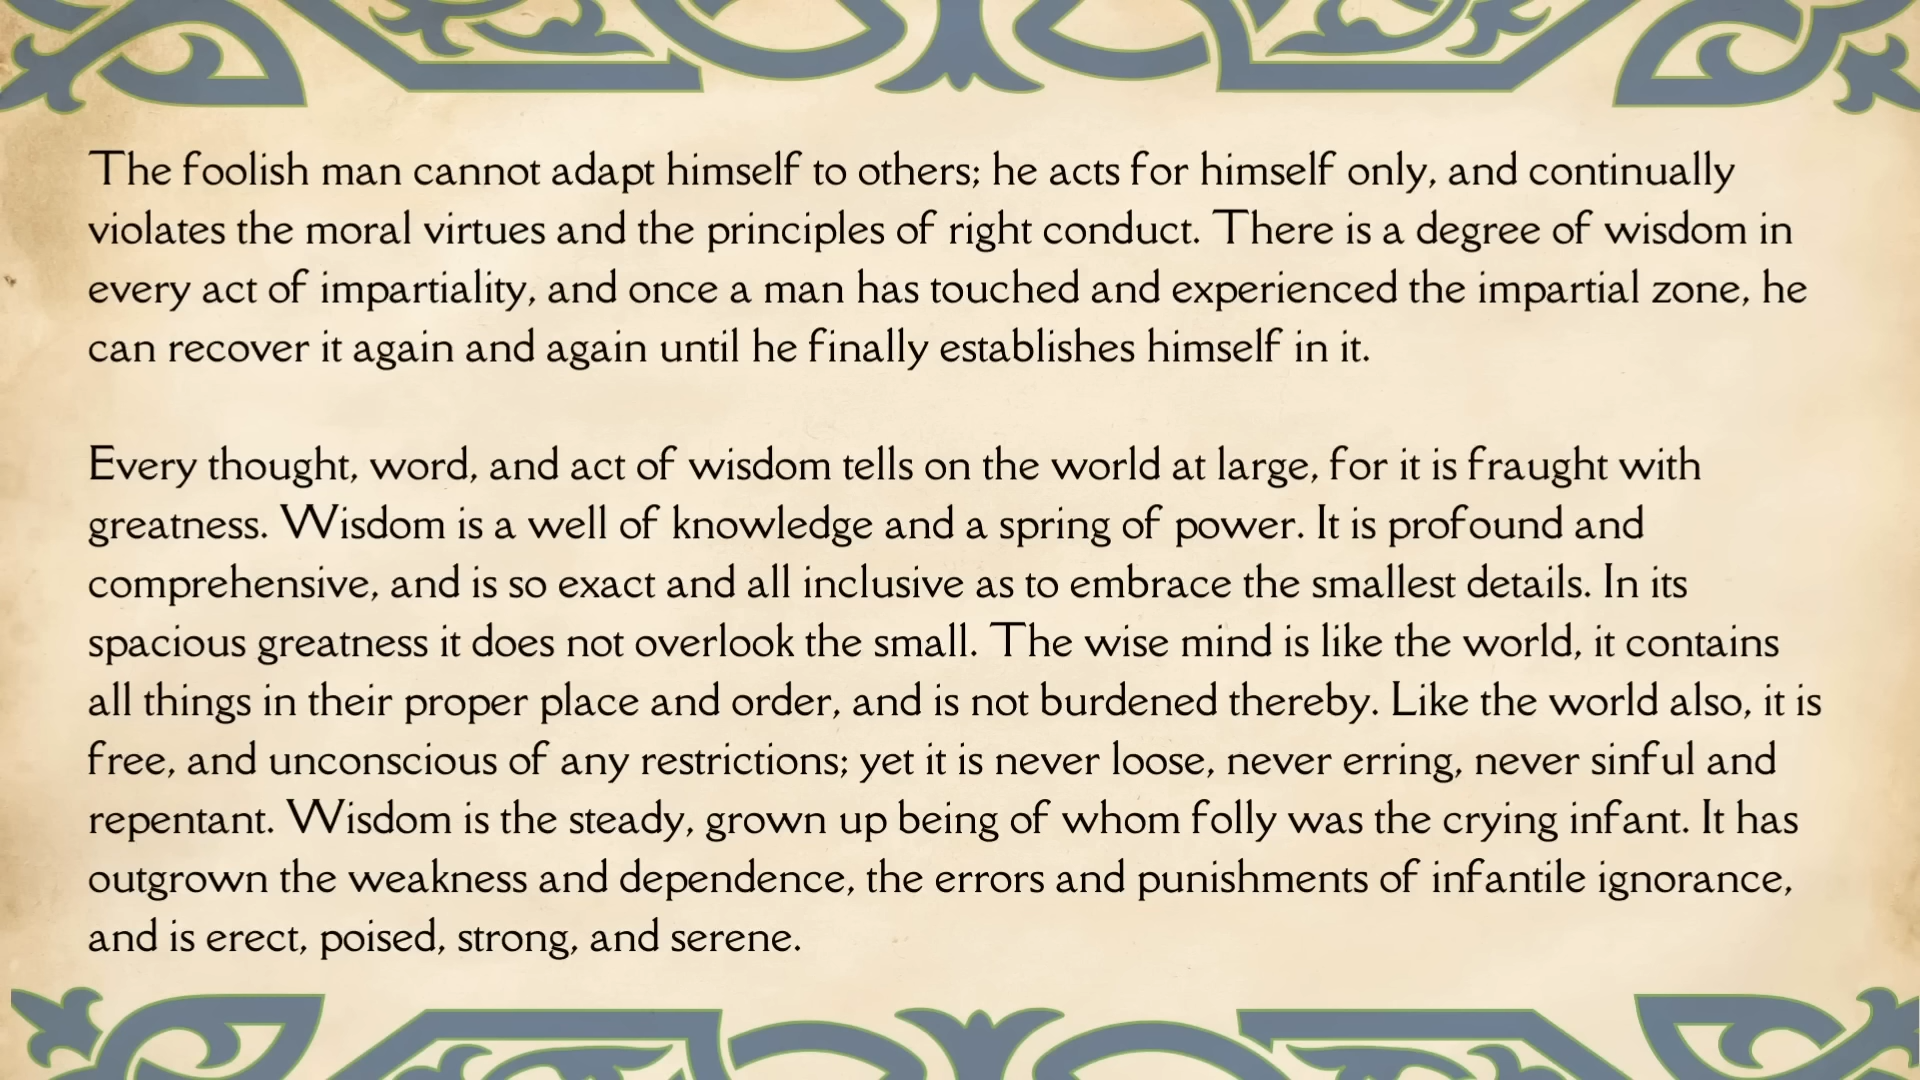 The foolish man cannot adapt himself to others; he acts for himself only, and continually
violates the moral virtues and the principles of right conduct. There is a degree of wisdom in
every act of impartiality, and once a man has touched and experienced the impartial zone, he
can recover it again and again until he finally establishes himself in it.

Every thought, word, and act of wisdom tells on the world at large, for it is fraught with
greatness. Wisdom is a well of knowledge and a spring of power. It is profound and
comprehensive, and is so exact and all inclusive as to embrace the smallest details. In its
spacious greatness it does not overlook the small. The wise mind is like the world, it contains
all things in their proper place and order, and is not burdened thereby. Like the world also, it is
free, and unconscious of any restrictions; yet it is never loose, never erring, never sinful and
repentant. Wisdom is the steady, grown up being of whom folly was the crying infant. It has
outgrown the weakness and dependence, the errors and punishments of infantile ignorance,
and is erect, poised, strong, and serene.